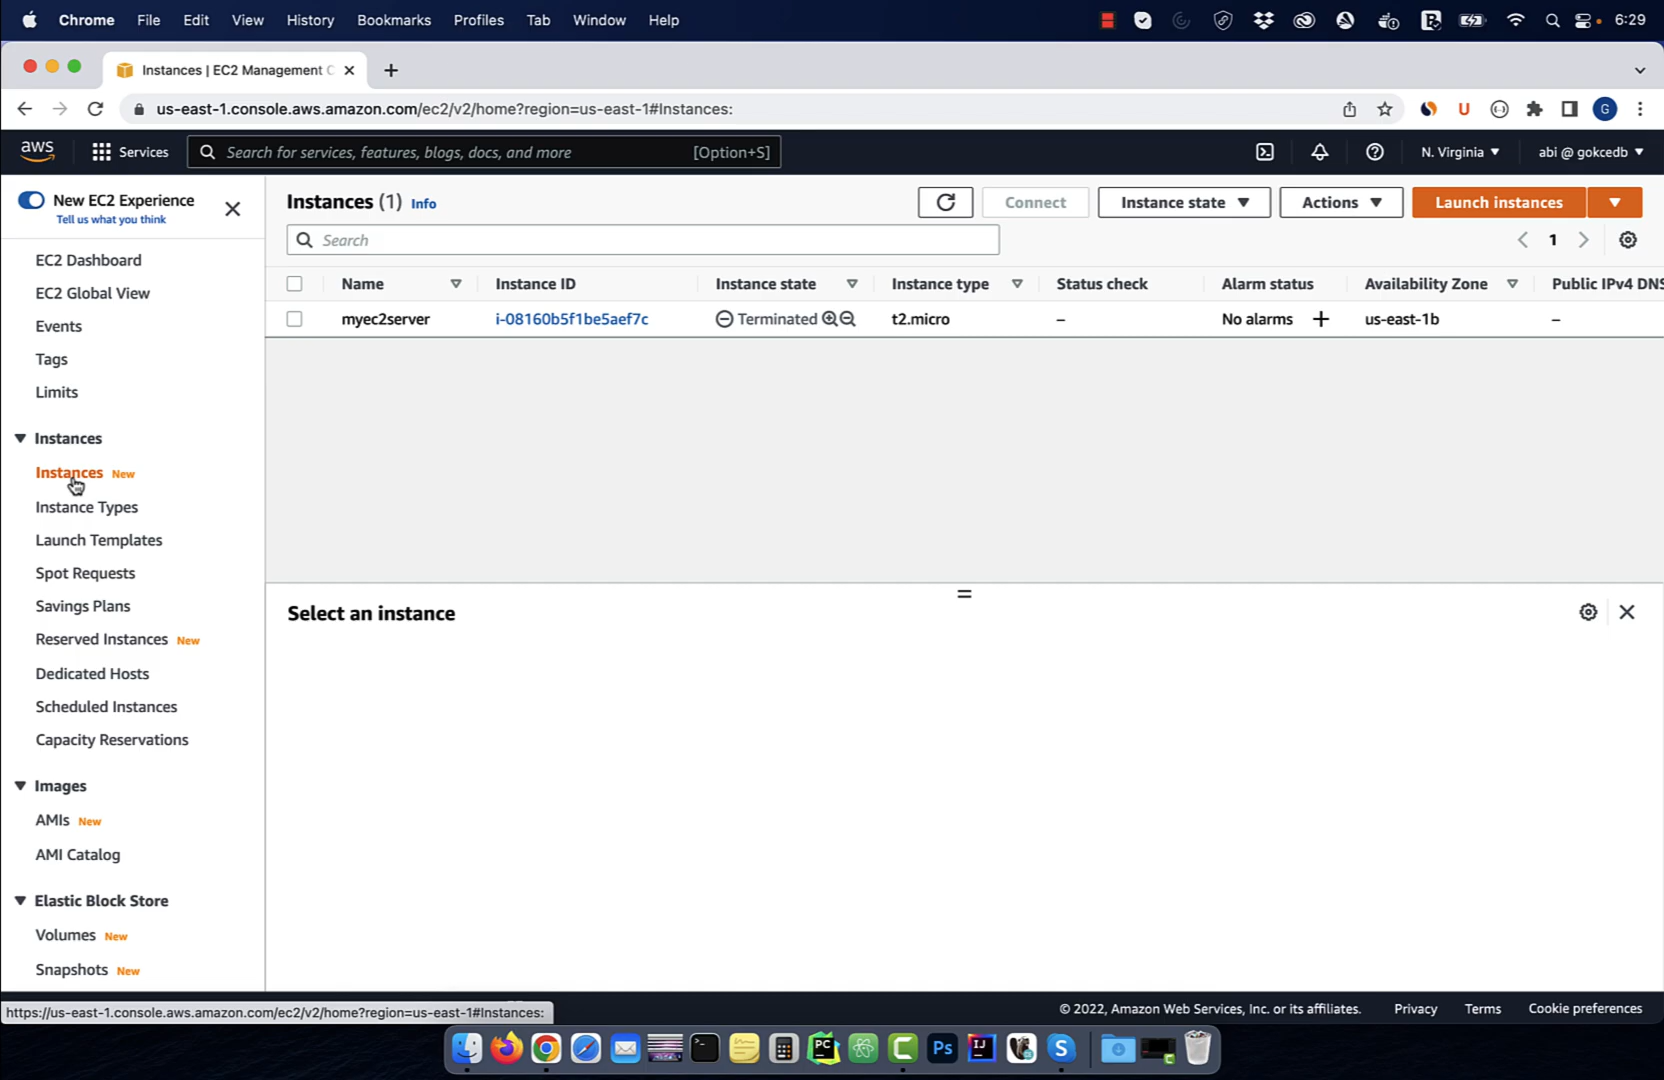 Chrome File Edit View History Bookmarks Profiles Tab Window Help 6:29
Instances | EC2 Management C
us-east-1.console.aws.amazon.com/ec2/v2/home?region=us-east-1#Instances:
G
aws Services Search for services, features, blogs, docs, and more [Option+S] N. Virginia abi @ gokcedb
New EC2 Experience
Tell us what you think
EC2 Dashboard
EC2 Global View
Events
Tags
Limits
Instances
Instances New
Instance Types
Launch Templates
Spot Requests
Savings Plans
Reserved Instances New
Dedicated Hosts
Scheduled Instances
Capacity Reservations
Images
AMIs New
AMI Catalog
Elastic Block Store
Volumes New
Snapshots New
Instances (1) Info Connect Instance state Actions Launch instances
Search 1
Name Instance ID Instance state Instance type Status check Alarm status Availability Zone Public IPv4 DNS
myec2server i-08160b5f1be5aef7c Terminated t2.micro – No alarms + us-east-1b –
Select an instance
https://us-east-1.console.aws.amazon.com/ec2/v2/home?region=us-east-1#Instances:
© 2022, Amazon Web Services, Inc. or its affiliates. Privacy Terms Cookie preferences
PC Ps IJ S